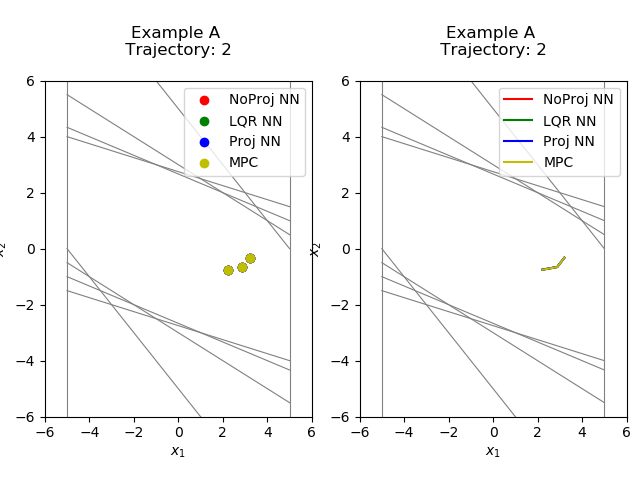 Example A
Trajectory: 2
NoProj NN
LQR NN
Proj NN
MPC
6
4
2
0
−2
−4
−6
−6
−4
−2
0
2
4
6
x2
x1
Example A
Trajectory: 2
NoProj NN
LQR NN
Proj NN
MPC
6
4
2
0
−2
−4
−6
−6
−4
−2
0
2
4
6
x2
x1